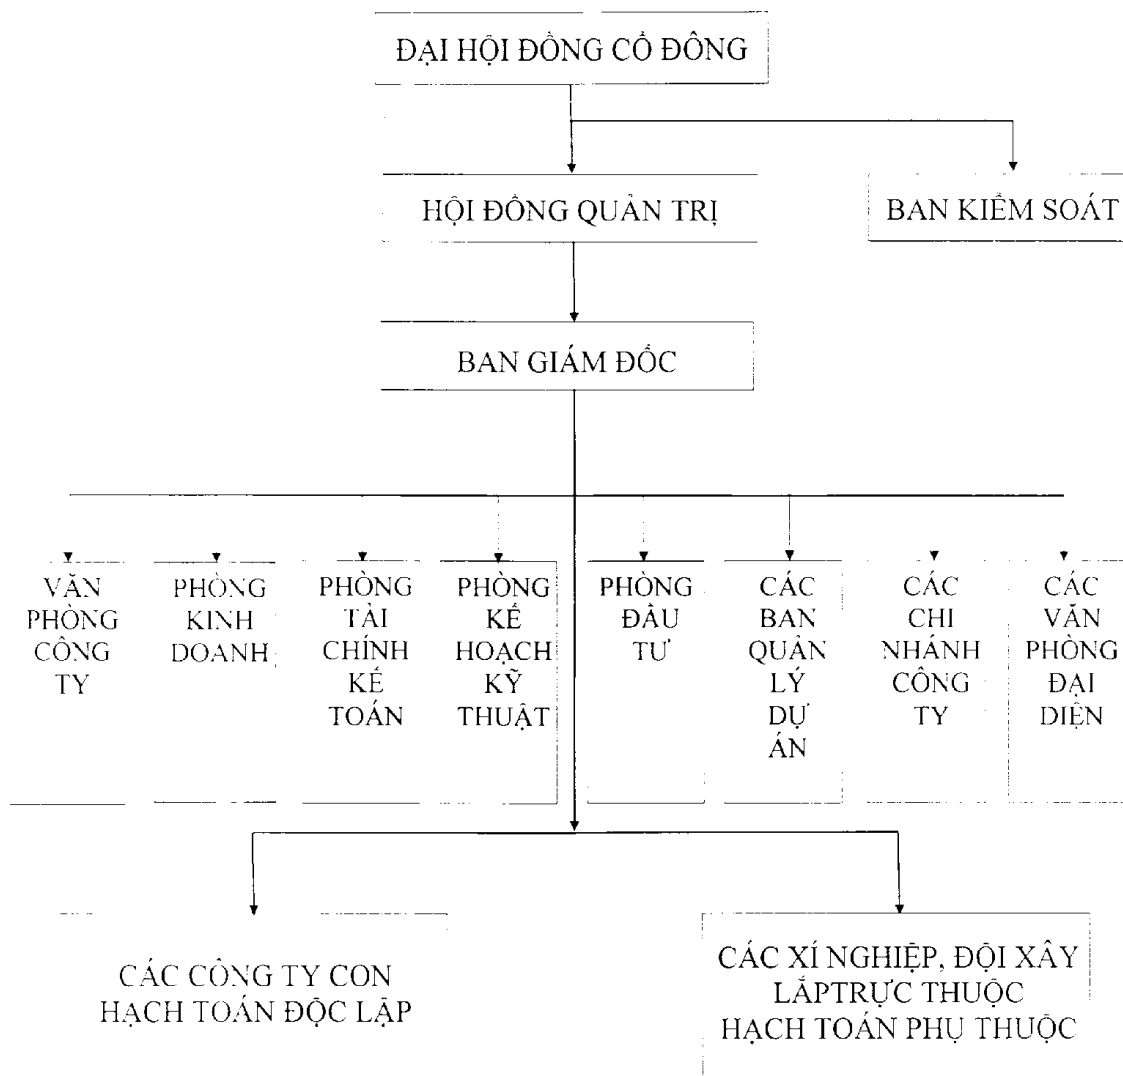 ĐẠI HỘI ĐỒNG CỔ ĐÔNG
HỘI ĐỒNG QUẢN TRỊ
BAN KIỂM SOÁT
BAN GIÁM ĐỐC
VĂN
PHÒNG
CÔNG
TY
PHÒNG
KINH
DOANH
PHÒNG
TÀI
CHÍNH
KẾ
TOÁN
PHÒNG
KẾ
HOẠCH
KỸ
THUẬT
PHÒNG
ĐẦU
TƯ
CÁC
BAN
QUẢN
LÝ
DỰ
ÁN
CÁC
CHI
NHÁNH
CÔNG
TY
CÁC
VĂN
PHÒNG
ĐẠI
DIỆN
CÁC CÔNG TY CON
HẠCH TOÁN ĐỘC LẬP
CÁC XÍ NGHIỆP, ĐỘI XÂY
LẮPTRỰC THUỘC
HẠCH TOÁN PHỤ THUỘC